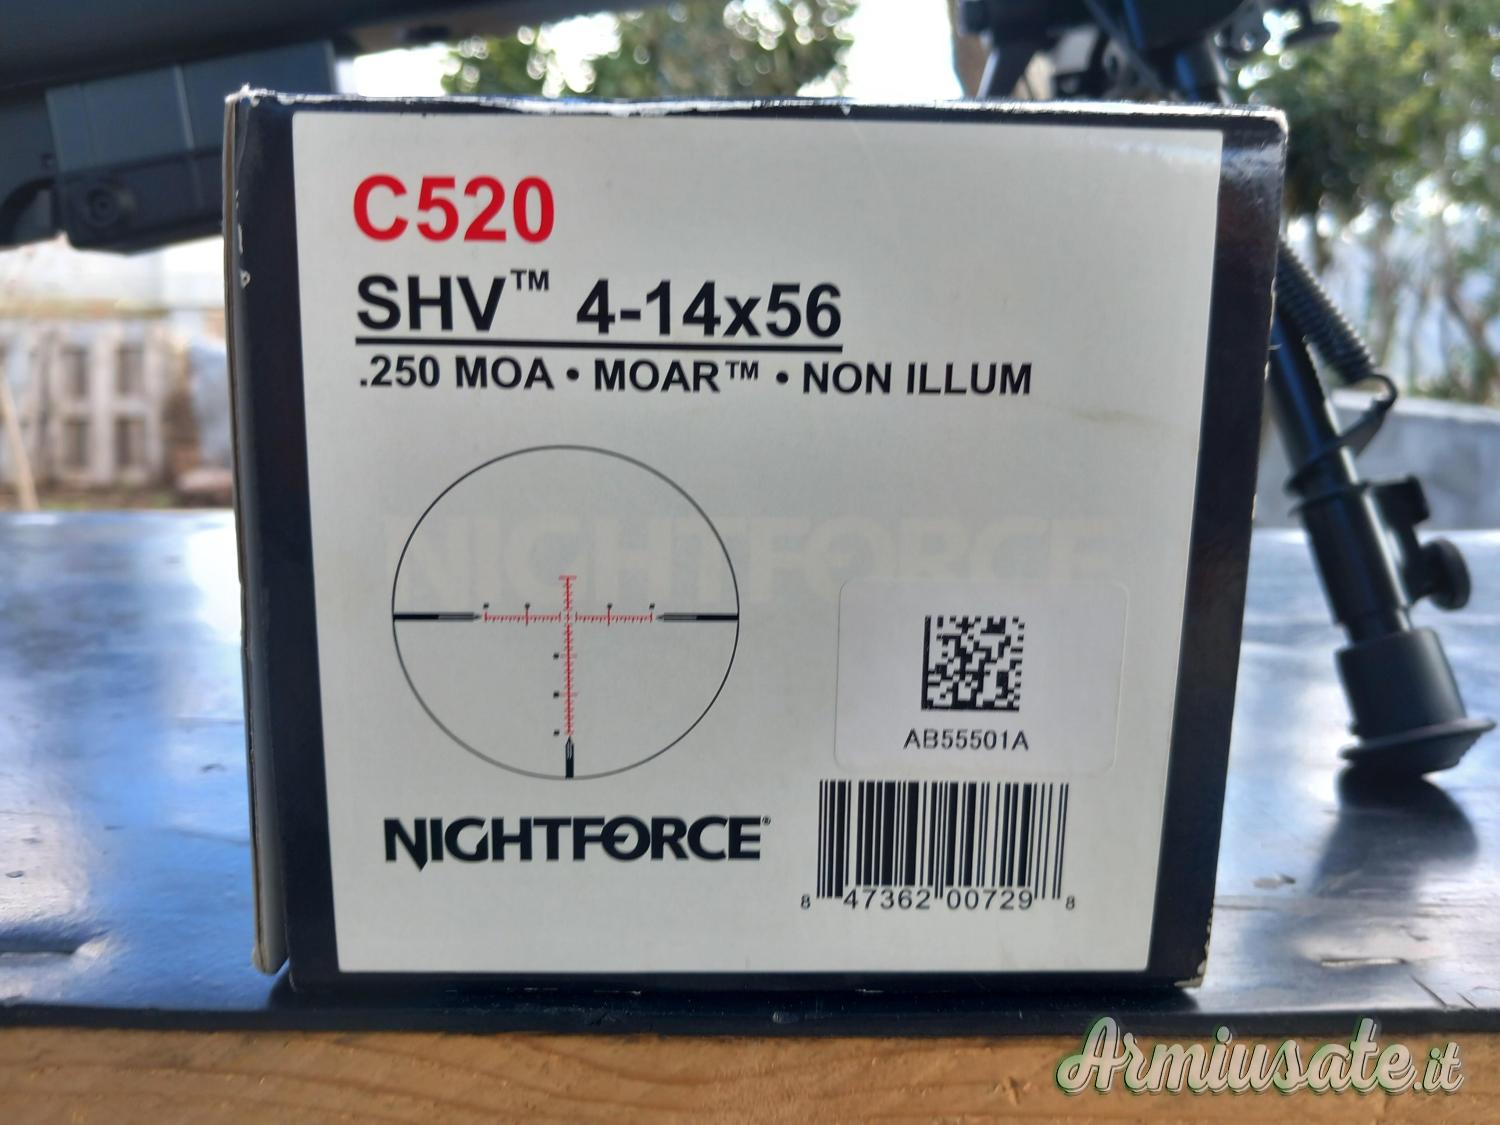 C520
SHV™ 4-14x56
.250 MOA • MOAR™ • NON ILLUM
NIGHTFORCE
AB55501A
NIGHTFORCE®
8 47362 00729 8
Armiusate.it